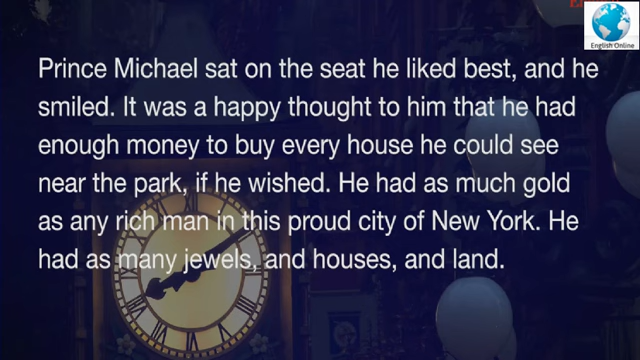 English Online
Prince Michael sat on the seat he liked best, and he
smiled. It was a happy thought to him that he had
enough money to buy every house he could see
near the park, if he wished. He had as much gold
as any rich man in this proud city of New York. He
had as many jewels, and houses, and land.